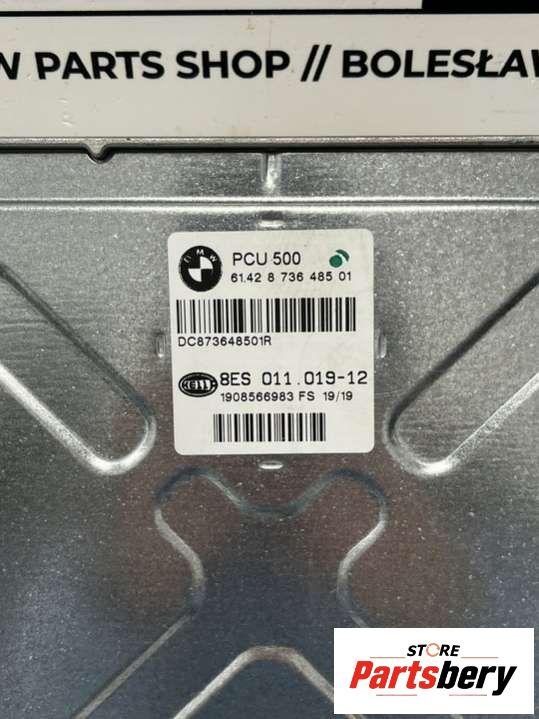 W PARTS SHOP // BOLESŁAW
BMW
PCU 500
61.42 8 736 485 01
DC873648501R
HELLA
8ES 011.019-12
1908566983 FS 19/19
STORE
Partsbery